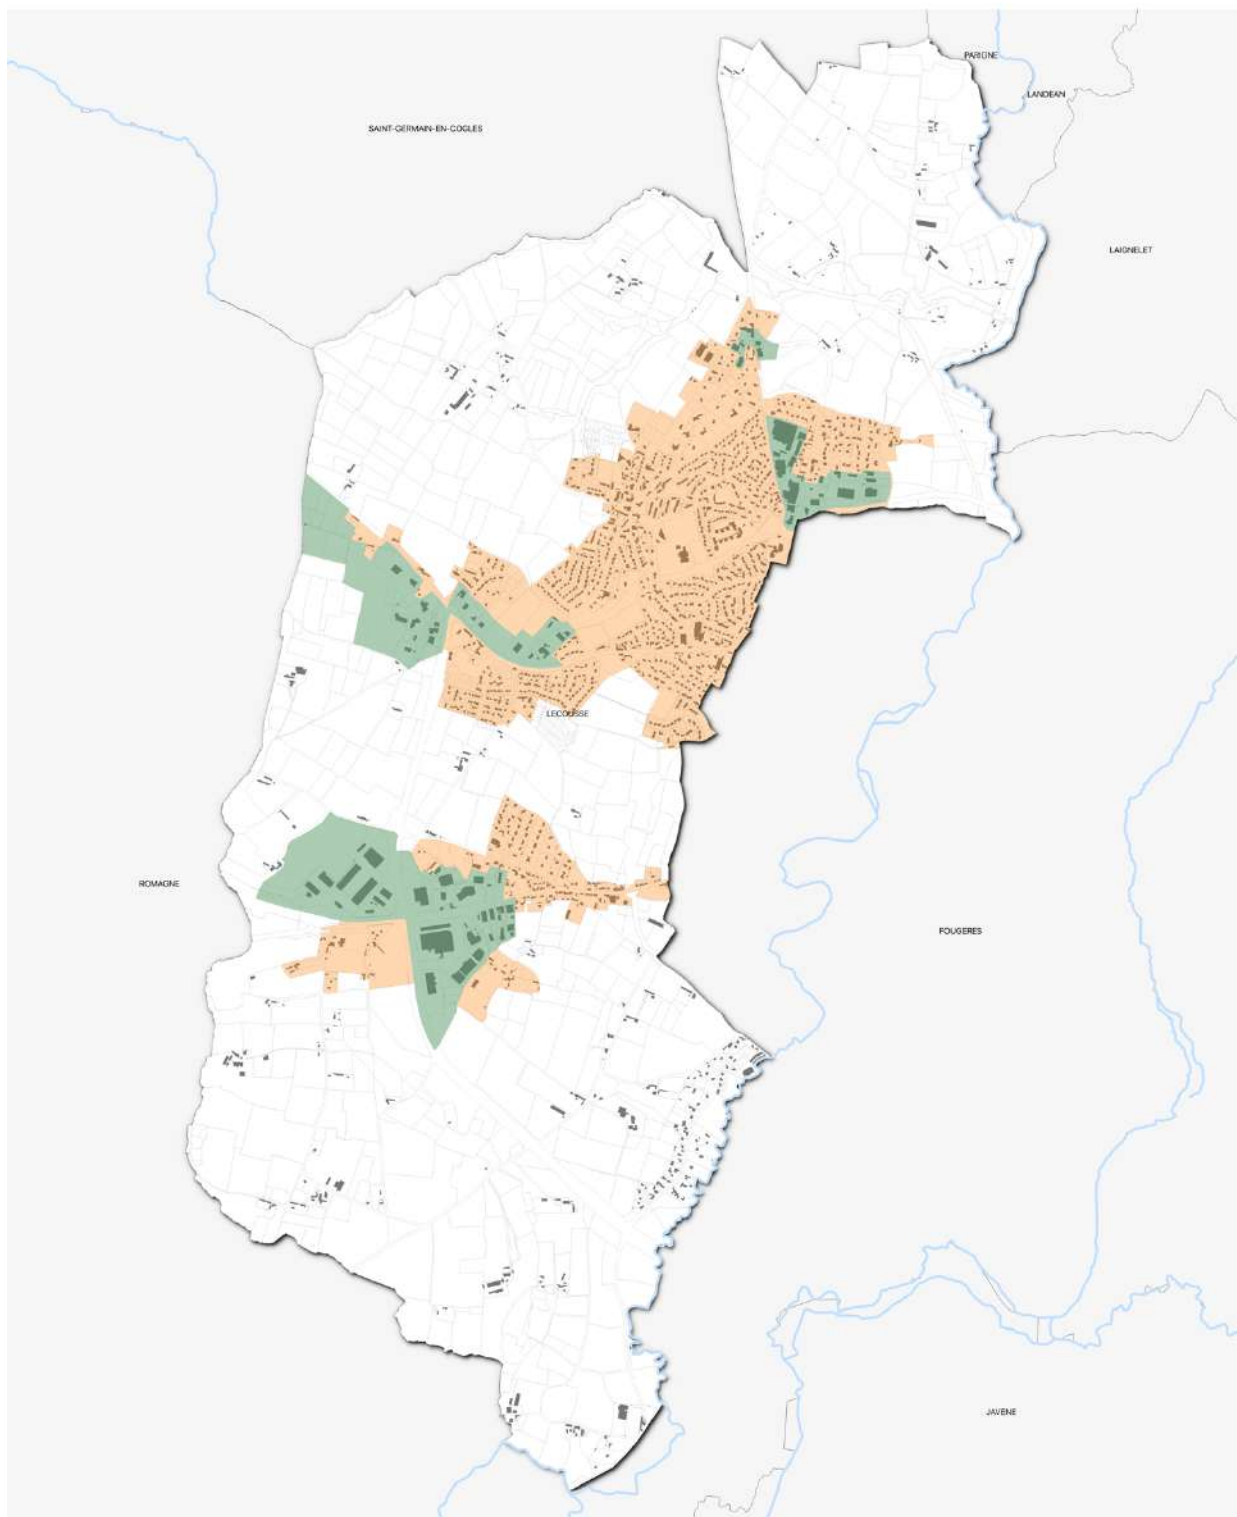 PARIGNE
LANDEAN
SAINT-GERMAIN-EN-COGLES
LAIGNELET
LECOUSSE
ROMAGNE
FOUGERES
JAVENE